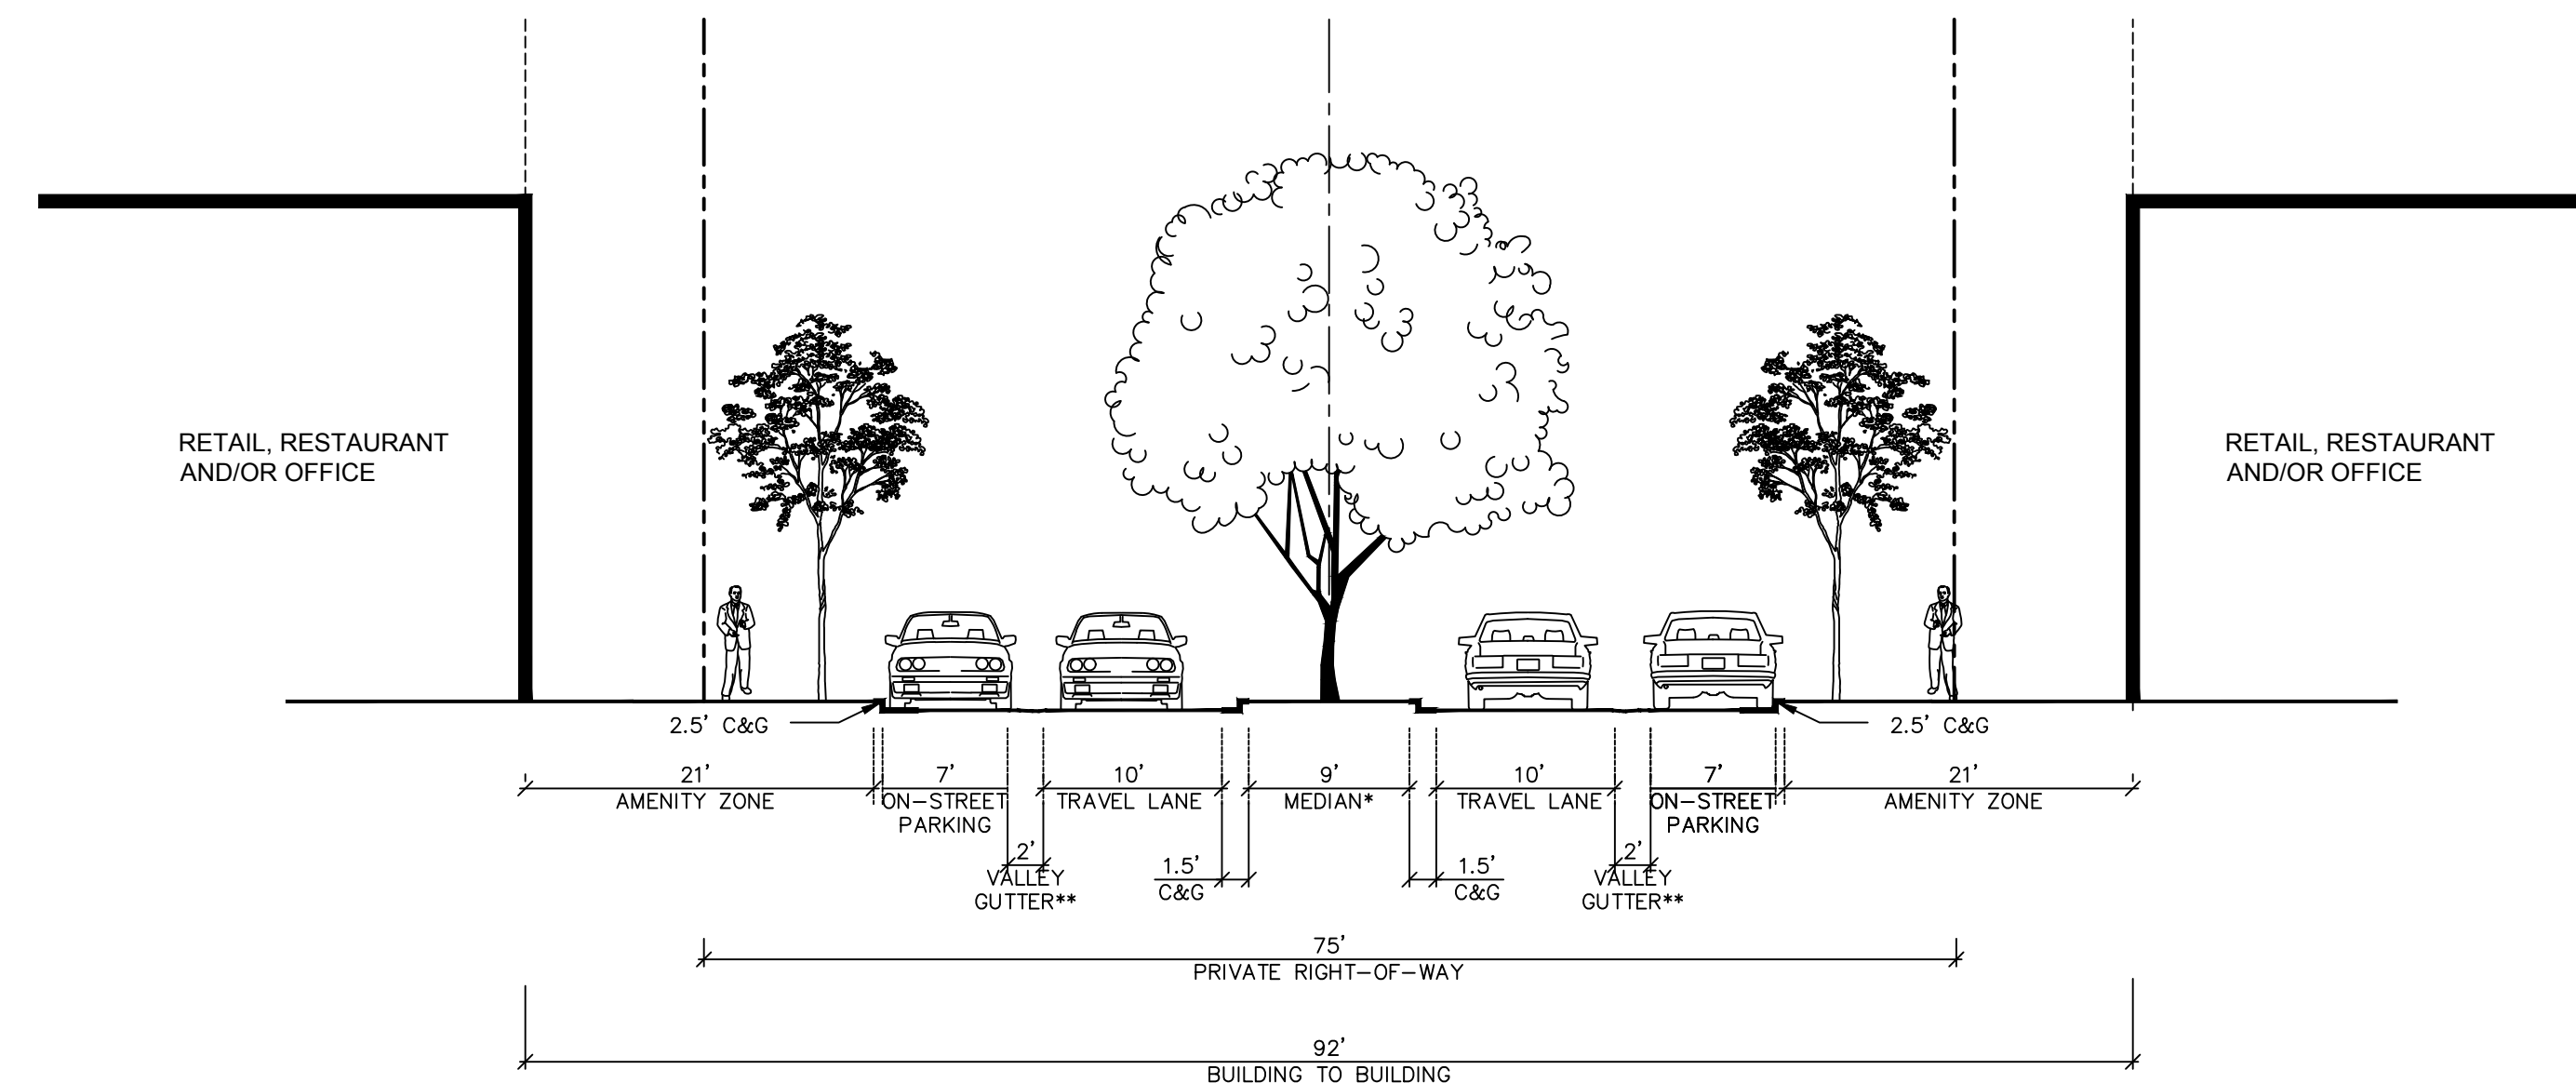 RETAIL, RESTAURANT
AND/OR OFFICE
RETAIL, RESTAURANT
AND/OR OFFICE
2.5' C&G
2.5' C&G
21'
AMENITY ZONE
7'
ON-STREET
PARKING
10'
TRAVEL LANE
9'
MEDIAN*
10'
TRAVEL LANE
7'
ON-STREET
PARKING
21'
AMENITY ZONE
2'
VALLEY
GUTTER**
1.5'
C&G
1.5'
C&G
2'
VALLEY
GUTTER**
75'
PRIVATE RIGHT-OF-WAY
92'
BUILDING TO BUILDING